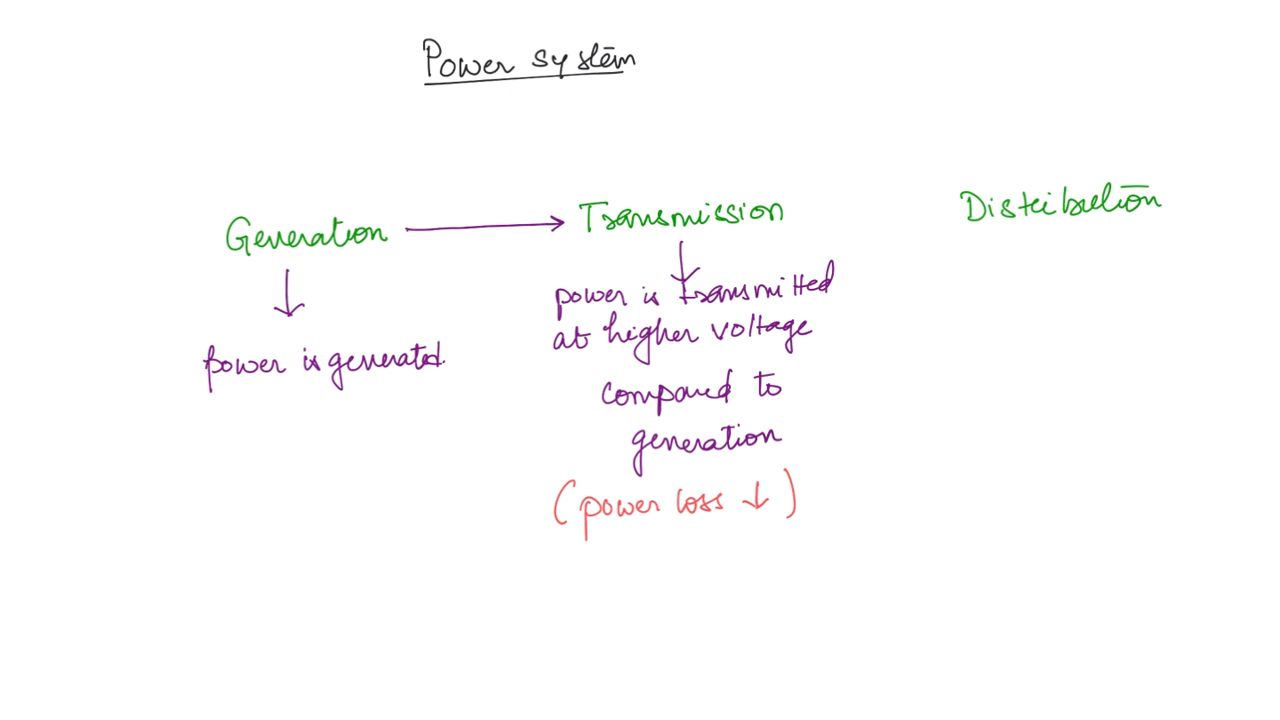 Power system
Generation
Transmission
Distribution
power is generated.
power is transmitted
at higher voltage
compared to
generation
(power loss ↓)